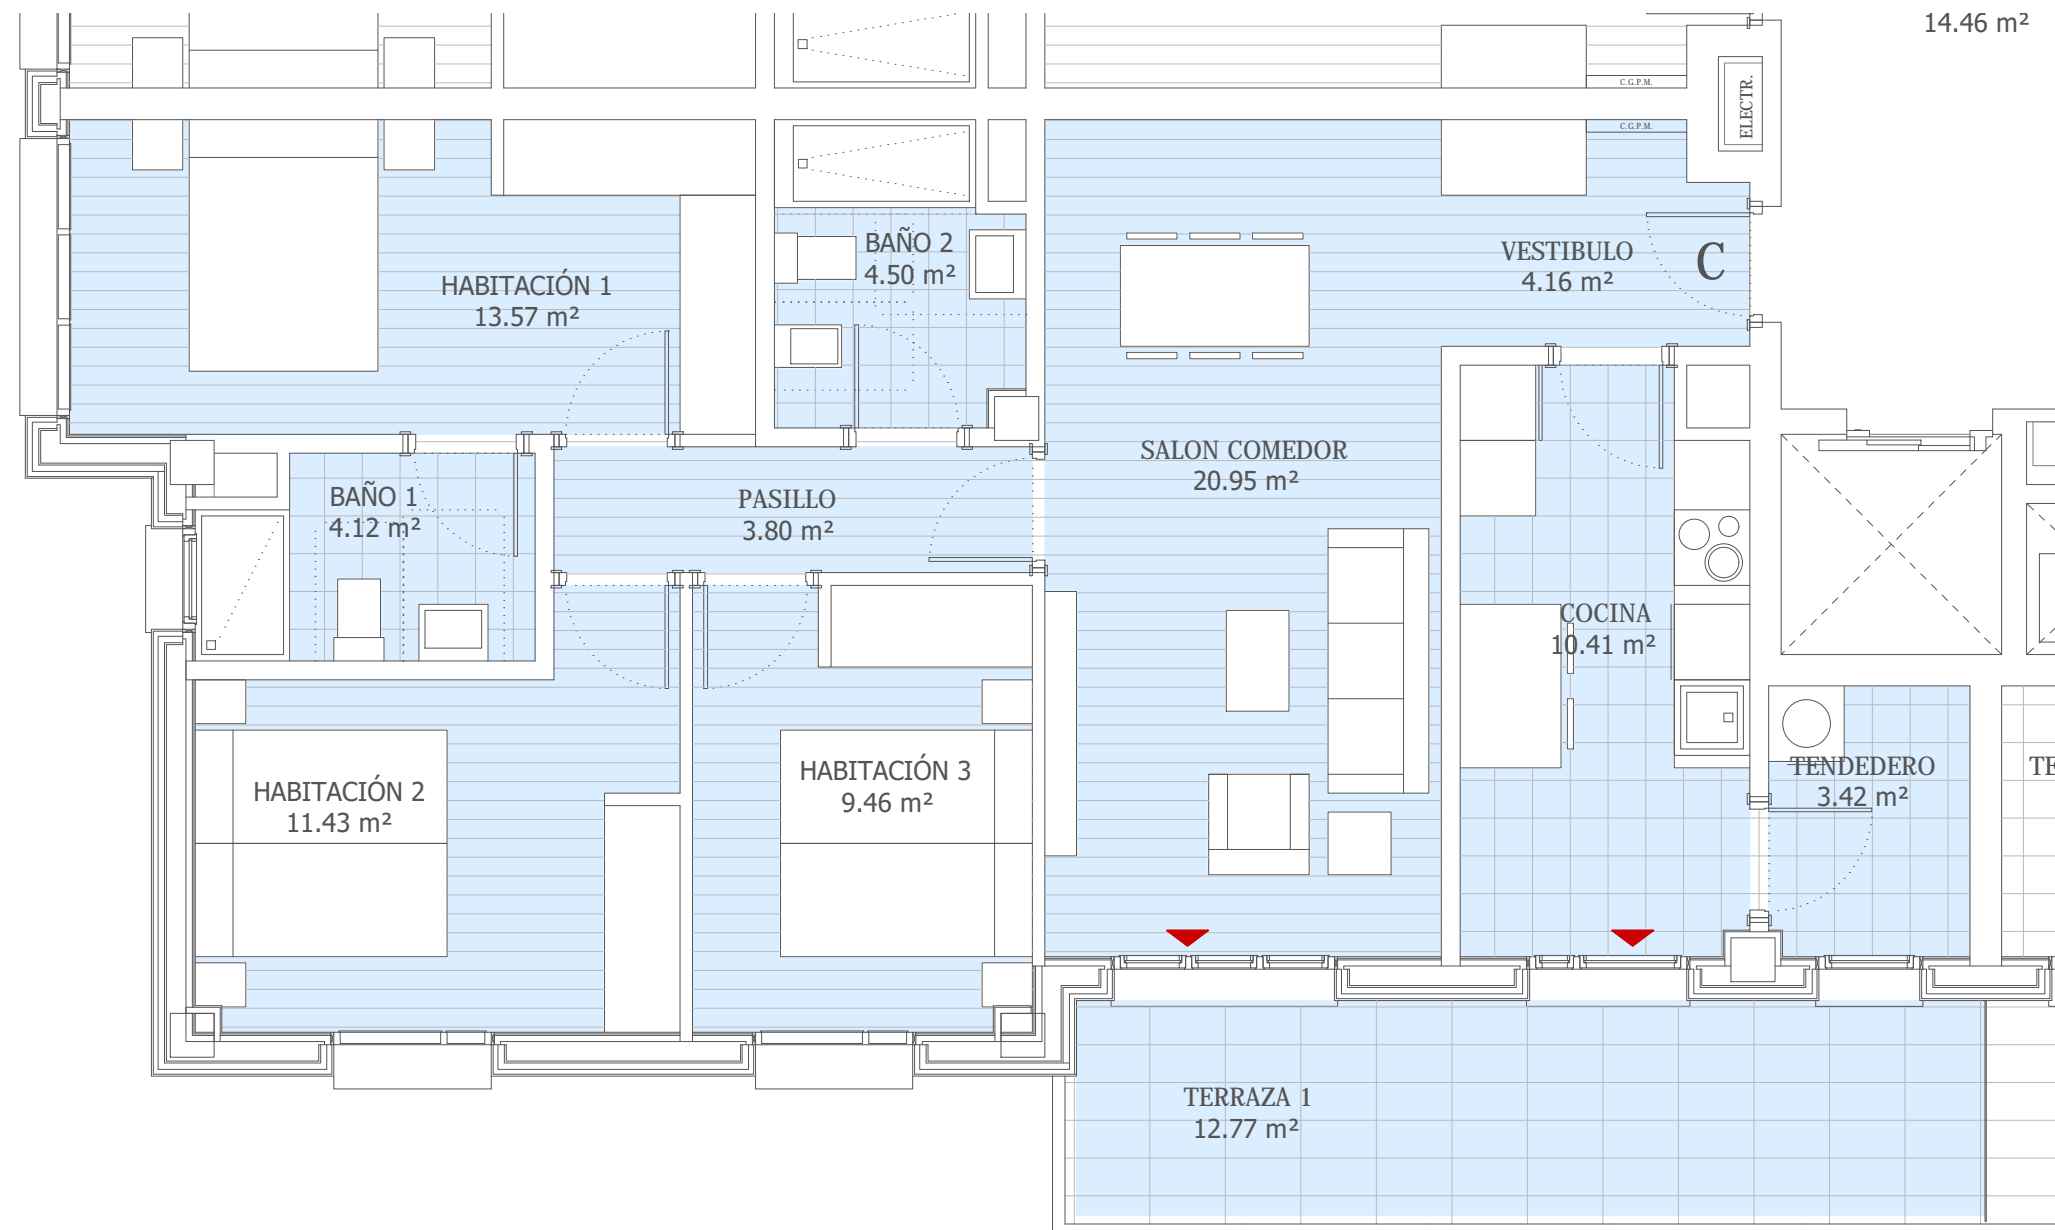 14.46 m²
C.G.P.M.
ELECTR.
C.G.P.M.
BAÑO 2
4.50 m²
VESTIBULO
4.16 m²
C
HABITACIÓN 1
13.57 m²
SALON COMEDOR
20.95 m²
BAÑO 1
4.12 m²
PASILLO
3.80 m²
COCINA
10.41 m²
HABITACIÓN 2
11.43 m²
HABITACIÓN 3
9.46 m²
TENDEDERO
3.42 m²
TE
TERRAZA 1
12.77 m²